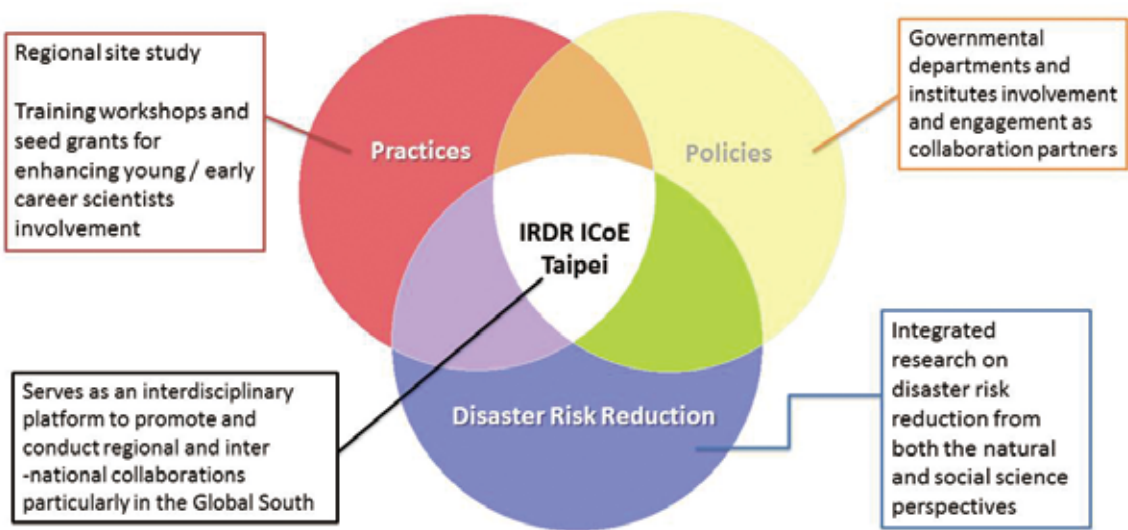 Regional site study
Training workshops and
seed grants for
enhancing young / early
career scientists
involvement
Practices
Policies
Governmental
departments and
institutes involvement
and engagement as
collaboration partners
IRDR ICoE
Taipei
Serves as an interdisciplinary
platform to promote and
conduct regional and inter
-national collaborations
particularly in the Global South
Disaster Risk Reduction
Integrated
research on
disaster risk
reduction from
both the natural
and social science
perspectives